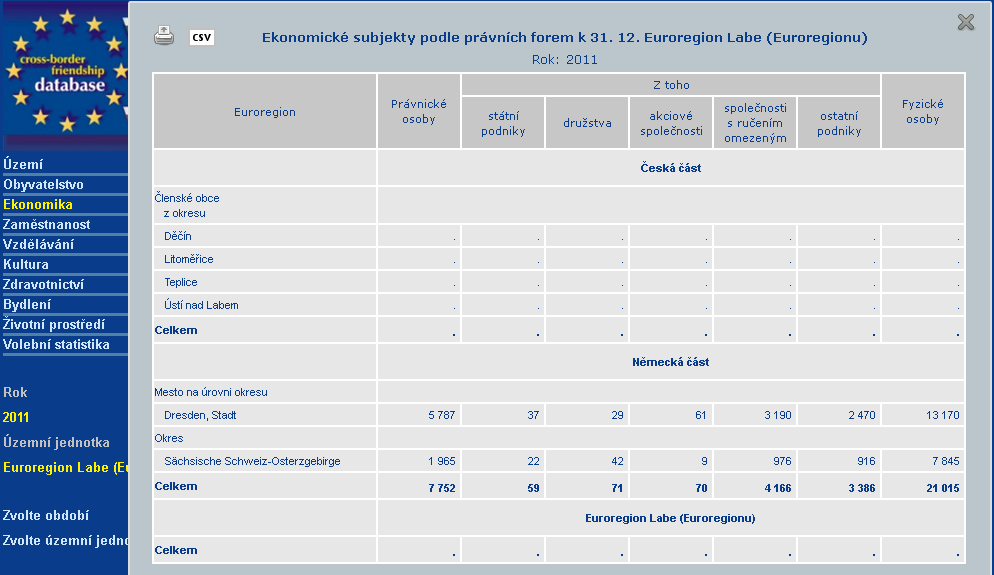 cross-border
friendship
database
Území
Obyvatelstvo
Ekonomika
Zaměstnanost
Vzdělávání
Kultura
Zdravotnictví
Bydlení
Životní prostředí
Volební statistika
Rok
2011
Územní jednotka
Euroregion Labe (Eu
Zvolte období
Zvolte územní jedno
CSV
Ekonomické subjekty podle právních forem k 31. 12. Euroregion Labe (Euroregionu)
Rok: 2011
Euroregion
Právnické
osoby
Z toho
státní
podniky
družstva
akciové
společnosti
společnosti
s ručením
omezeným
ostatní
podniky
Fyzické
osoby
Česká část
Členské obce
z okresu
Děčín . . . . . . .
Litoměřice . . . . . . .
Teplice . . . . . . .
Ústí nad Labem . . . . . . .
Celkem . . . . . . .
Německá část
Mesto na úrovni okresu
Dresden, Stadt 5 787 37 29 61 3 190 2 470 13 170
Okres
Sächsische Schweiz-Osterzgebirge 1 965 22 42 9 976 916 7 845
Celkem 7 752 59 71 70 4 166 3 386 21 015
Euroregion Labe (Euroregionu)
Celkem . . . . . . .